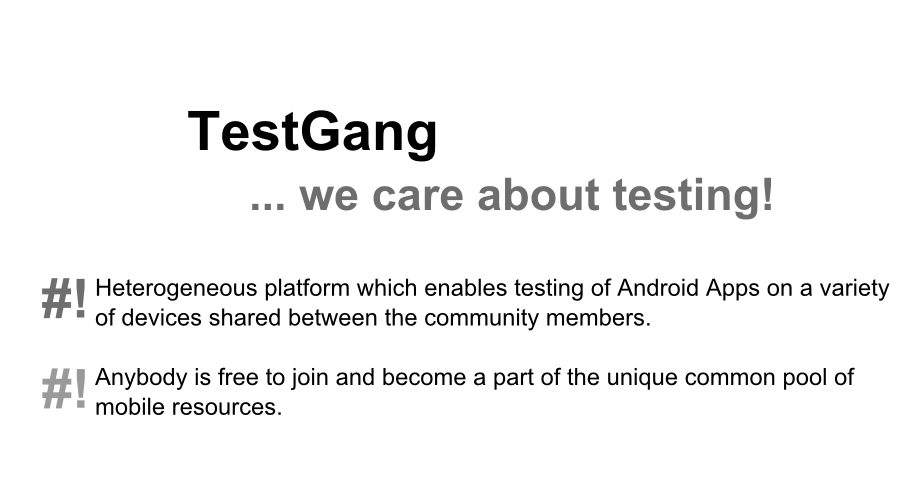 TestGang
... we care about testing!
#! Heterogeneous platform which enables testing of Android Apps on a variety
of devices shared between the community members.
#! Anybody is free to join and become a part of the unique common pool of
mobile resources.